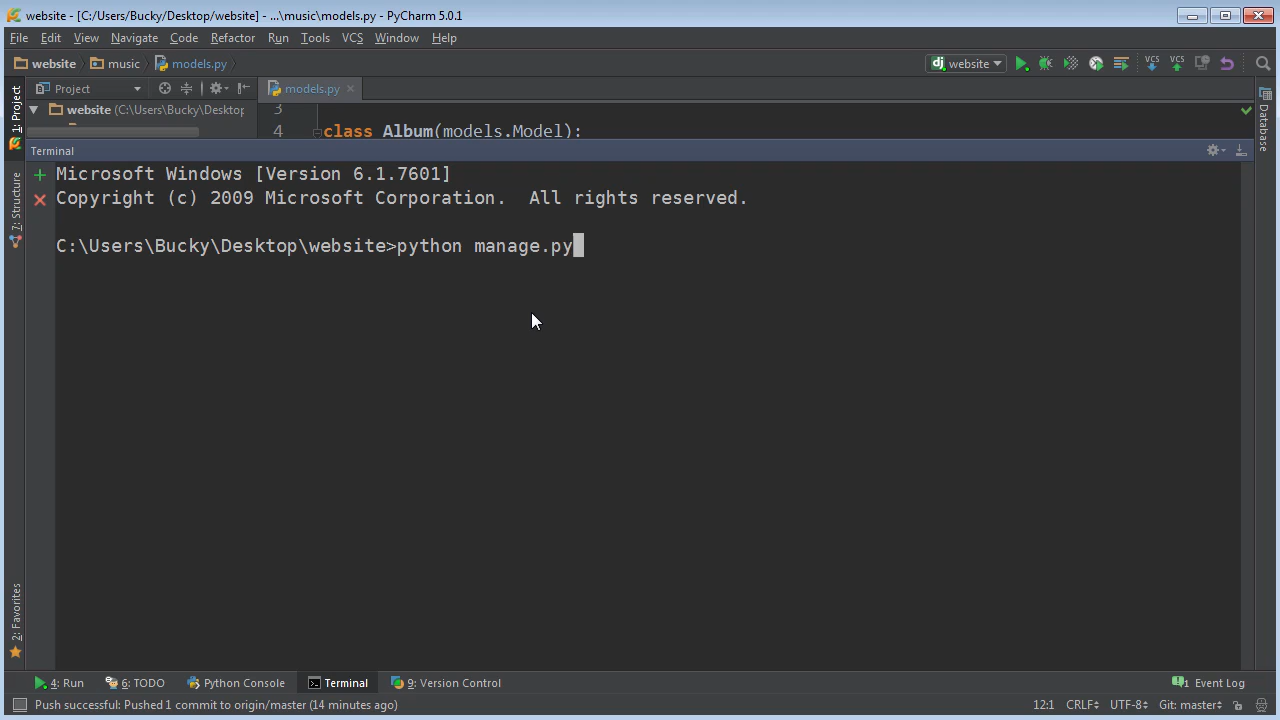 website - [C:/Users/Bucky/Desktop/website] - ...\music\models.py - PyCharm 5.0.1
File Edit View Navigate Code Refactor Run Tools VCS Window Help
website music models.py website VCS VCS
1: Project
Project
models.py
website (C:\Users\Bucky\Desktop
3
4 class Album(models.Model):
Database
Terminal
Microsoft Windows [Version 6.1.7601]
Copyright (c) 2009 Microsoft Corporation.  All rights reserved.
C:\Users\Bucky\Desktop\website>python manage.py
7: Structure
2: Favorites
4: Run 6: TODO Python Console Terminal 9: Version Control 1 Event Log
Push successful: Pushed 1 commit to origin/master (14 minutes ago) 12:1 CRLF UTF-8 Git: master